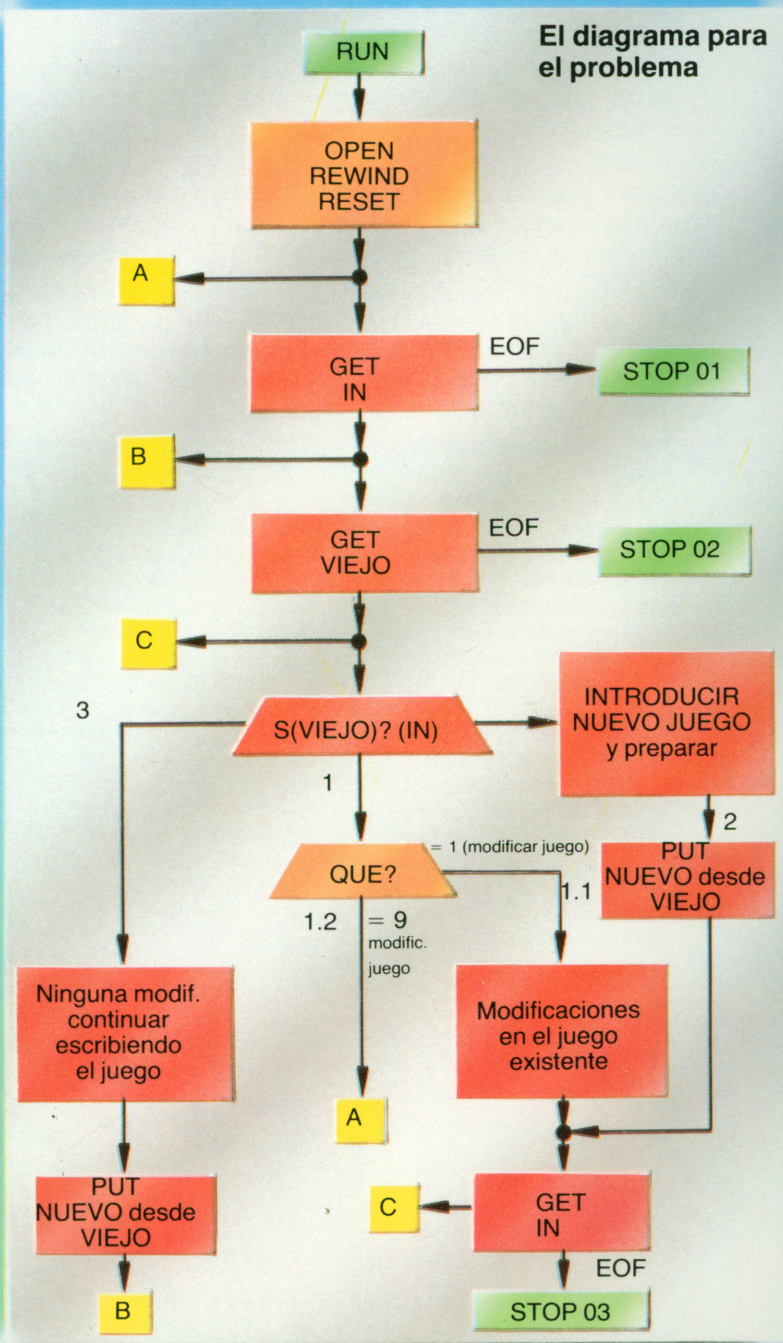 El diagrama para
el problema
RUN
OPEN
REWIND
RESET
A
GET
IN
EOF
STOP 01
B
GET
VIEJO
EOF
STOP 02
C
3
S(VIEJO)? (IN)
INTRODUCIR
NUEVO JUEGO
y preparar
1
2
QUE?
= 1 (modificar juego)
1.1
PUT
NUEVO desde
VIEJO
1.2
= 9
modific.
juego
Ninguna modif.
continuar
escribiendo
el juego
Modificaciones
en el juego
existente
A
PUT
NUEVO desde
VIEJO
C
GET
IN
EOF
B
STOP 03